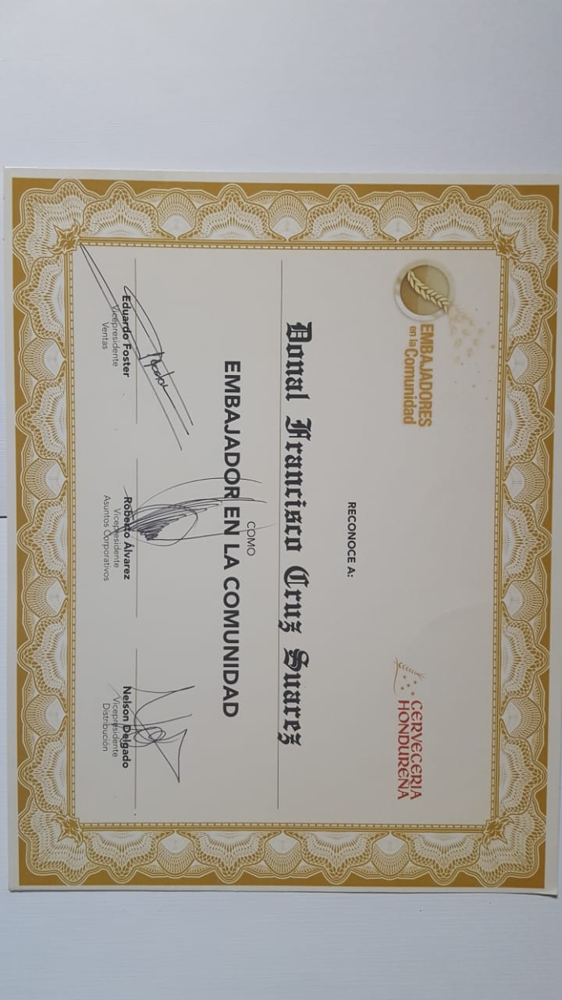 EMBAJADORES
en la Comunidad
CERVECERIA
HONDUREÑA
RECONOCE A:
Donal Francisco Cruz Suarez
COMO
EMBAJADOR EN LA COMUNIDAD
Eduardo Foster
Vicepresidente
Ventas
Roberto Álvarez
Vicepresidente
Asuntos Corporativos
Nelson Delgado
Vicepresidente
Distribución